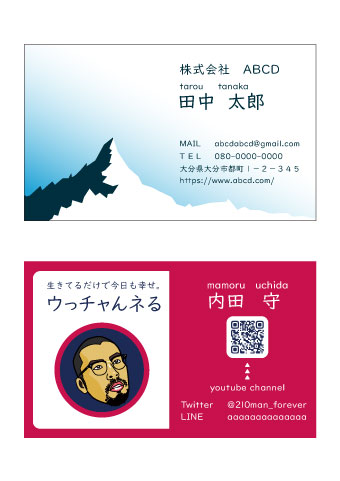 株式会社　ABCD
tarou　tanaka
田中 太郎
MAIL　abcdabcd@gmail.com
ＴＥＬ　080-0000-0000
大分県大分市都町１－２－３４５
https://www.abcd.com/
生きてるだけで今日も幸せ。
ウっチャんネる
mamoru　uchida
内田　守
youtube channel
Twitter　@210man_forever
LINE　aaaaaaaaaaaaaa